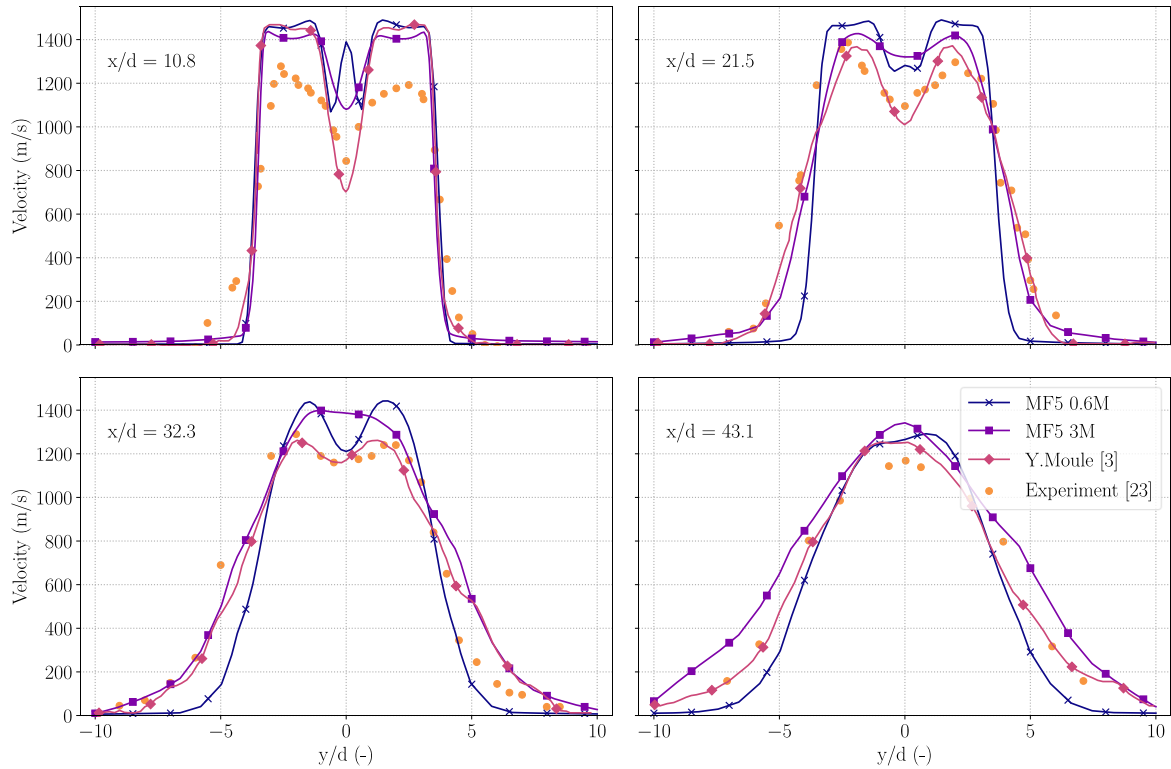 x/d = 10.8
Velocity (m/s)
1400
1200
1000
800
600
400
200
0
x/d = 21.5
x/d = 32.3
Velocity (m/s)
1400
1200
1000
800
600
400
200
0
−10
−5
0
5
10
y/d (-)
x/d = 43.1
MF5 0.6M
MF5 3M
Y.Moule [3]
Experiment [23]
−10
−5
0
5
10
y/d (-)